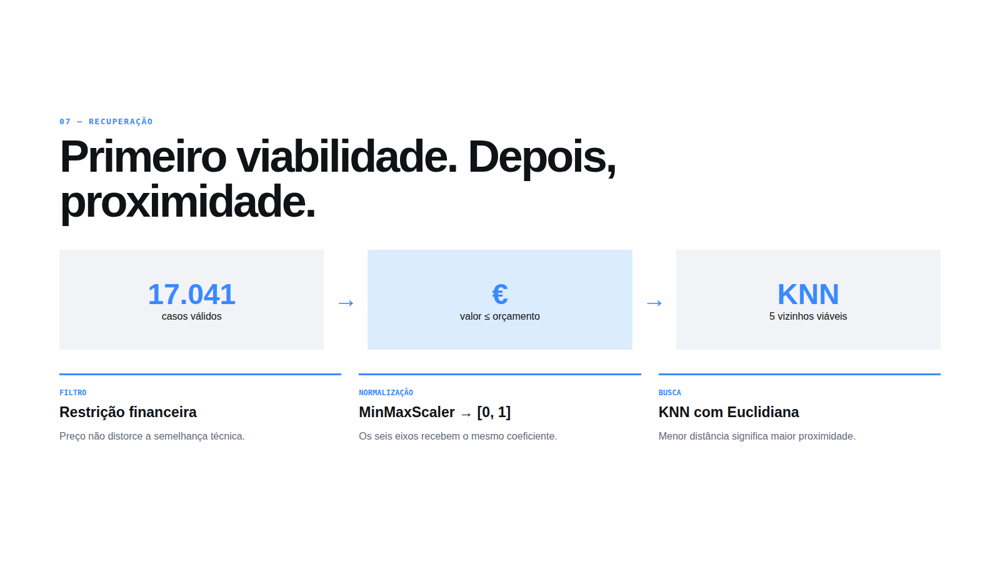 07 — RECUPERAÇÃO
Primeiro viabilidade. Depois,
proximidade.
17.041
casos válidos
→
€
valor ≤ orçamento
→
KNN
5 vizinhos viáveis
FILTRO
Restrição financeira
Preço não distorce a semelhança técnica.
NORMALIZAÇÃO
MinMaxScaler → [0, 1]
Os seis eixos recebem o mesmo coeficiente.
BUSCA
KNN com Euclidiana
Menor distância significa maior proximidade.